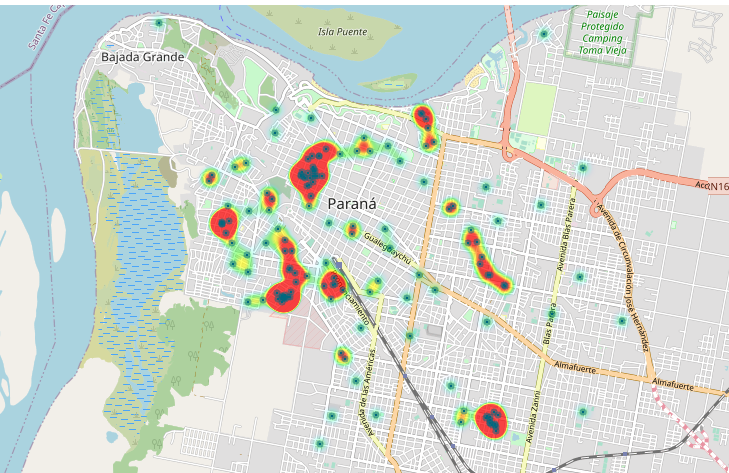 Santa Fe Ca
Isla Puente
Paisaje
Protegido
Camping
Toma Vieja
Bajada Grande
Acc.N16
Paraná
Gualeguaychú
Avenida Blas Parera
Avenida de Circunvalación José Hernández
Blas Parera
Almafuerte
Almafuerte
Avenida de las Américas
Avenida Zanni